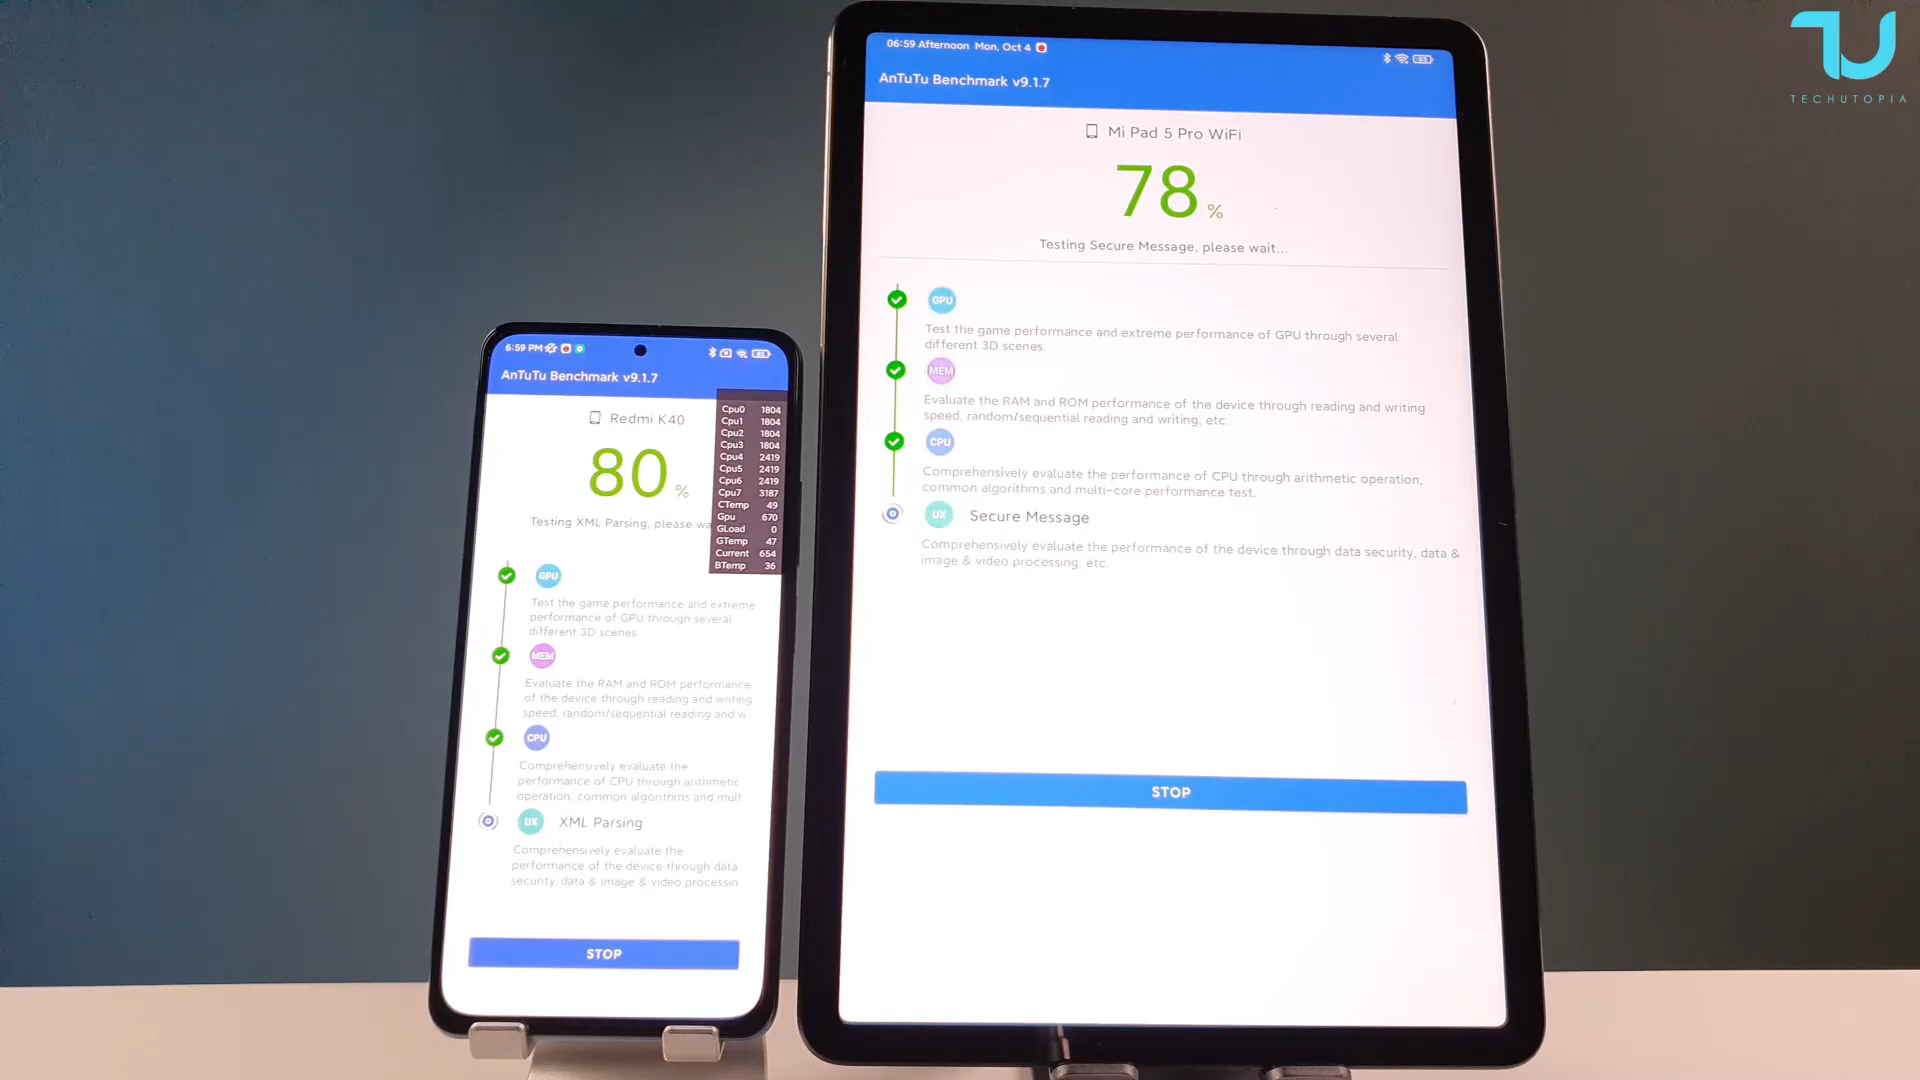 TECHUTOPIA
06:59 Afternoon Mon, Oct 4
83
AnTuTu Benchmark v9.1.7
Mi Pad 5 Pro WiFi
78 %
Testing Secure Message, please wait...
GPU
Test the game performance and extreme performance of GPU through several
different 3D scenes.
MEM
Evaluate the RAM and ROM performance of the device through reading and writing
speed, random/sequential reading and writing, etc.
CPU
Comprehensively evaluate the performance of CPU through arithmetic operation,
common algorithms and multi-core performance test.
UX Secure Message
Comprehensively evaluate the performance of the device through data security, data &
image & video processing, etc.
STOP
6:59 PM
AnTuTu Benchmark v9.1.7
Redmi K40
80 %
Testing XML Parsing, please wa
Cpu0 1804
Cpu1 1804
Cpu2 1804
Cpu3 1804
Cpu4 2419
Cpu5 2419
Cpu6 2419
Cpu7 3187
CTemp 49
Gpu 670
GLoad 0
GTemp 47
Current 654
BTemp 36
GPU
Test the game performance and extreme
performance of GPU through several
different 3D scenes
MEM
Evaluate the RAM and ROM performance
of the device through reading and writing
speed, random/sequential reading and w
CPU
Comprehensively evaluate the
performance of CPU through arithmetic
operation, common algorithms and mult
UX XML Parsing
Comprehensively evaluate the
performance of the device through data
security, data & image & video processin
STOP